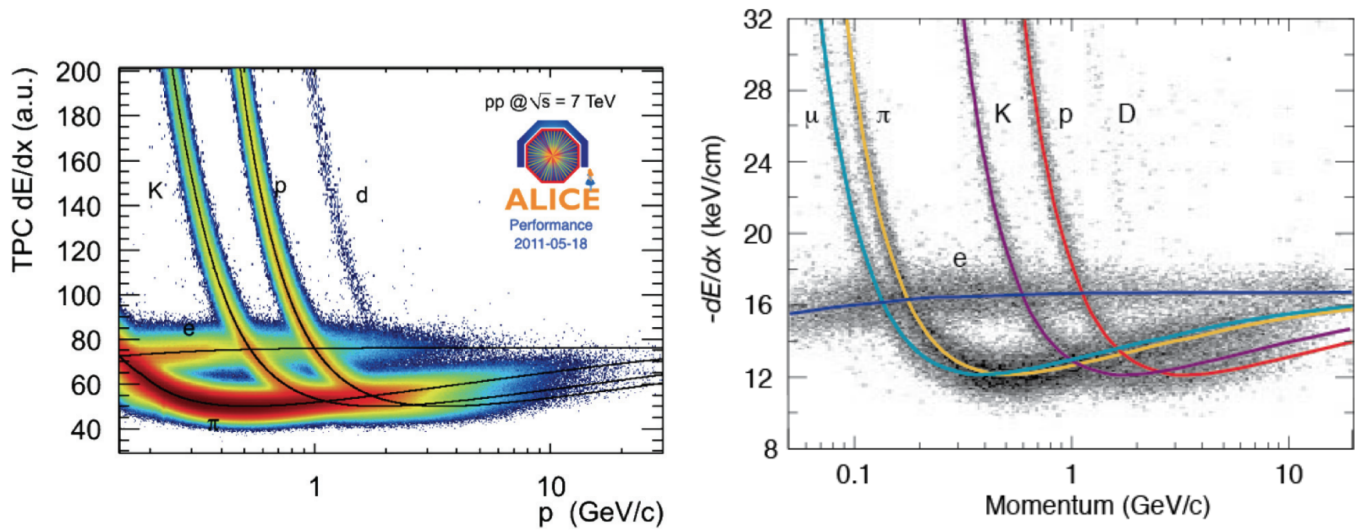 TPC dE/dx (a.u.)
200
180
160
140
120
100
80
60
40
pp @ √s = 7 TeV
ALICE
Performance
2011-05-18
K
p
d
e
π
1
10
p (GeV/c)
-dE/dx (keV/cm)
32
28
24
20
16
12
8
μ
π
K
p
D
e
0.1
1
10
Momentum (GeV/c)